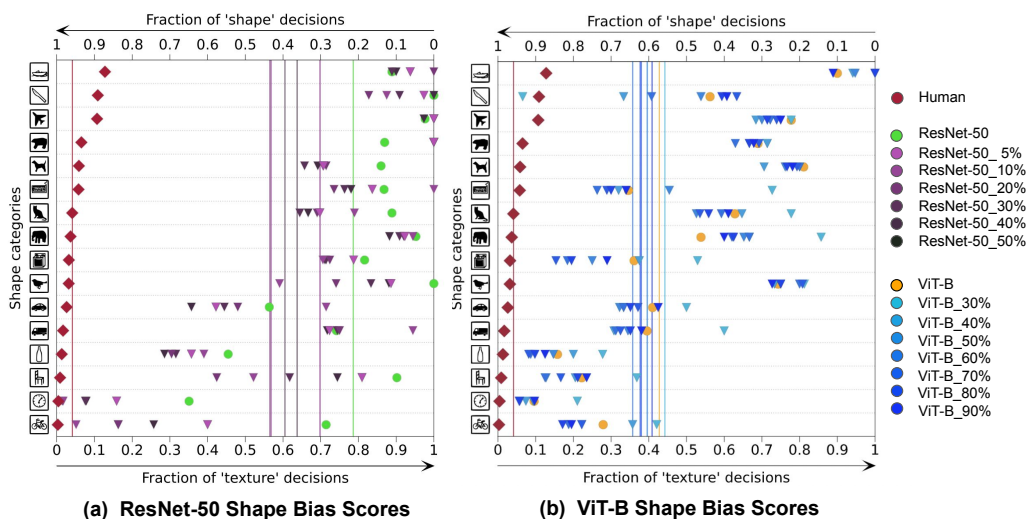 Fraction of 'shape' decisions
1 0.9 0.8 0.7 0.6 0.5 0.4 0.3 0.2 0.1 0
Shape categories
0 0.1 0.2 0.3 0.4 0.5 0.6 0.7 0.8 0.9 1
Fraction of 'texture' decisions
(a) ResNet-50 Shape Bias Scores
Fraction of 'shape' decisions
1 0.9 0.8 0.7 0.6 0.5 0.4 0.3 0.2 0.1 0
Shape categories
0 0.1 0.2 0.3 0.4 0.5 0.6 0.7 0.8 0.9 1
Fraction of 'texture' decisions
(b) ViT-B Shape Bias Scores
Human
ResNet-50
ResNet-50_ 5%
ResNet-50_10%
ResNet-50_20%
ResNet-50_30%
ResNet-50_40%
ResNet-50_50%
ViT-B
ViT-B_30%
ViT-B_40%
ViT-B_50%
ViT-B_60%
ViT-B_70%
ViT-B_80%
ViT-B_90%